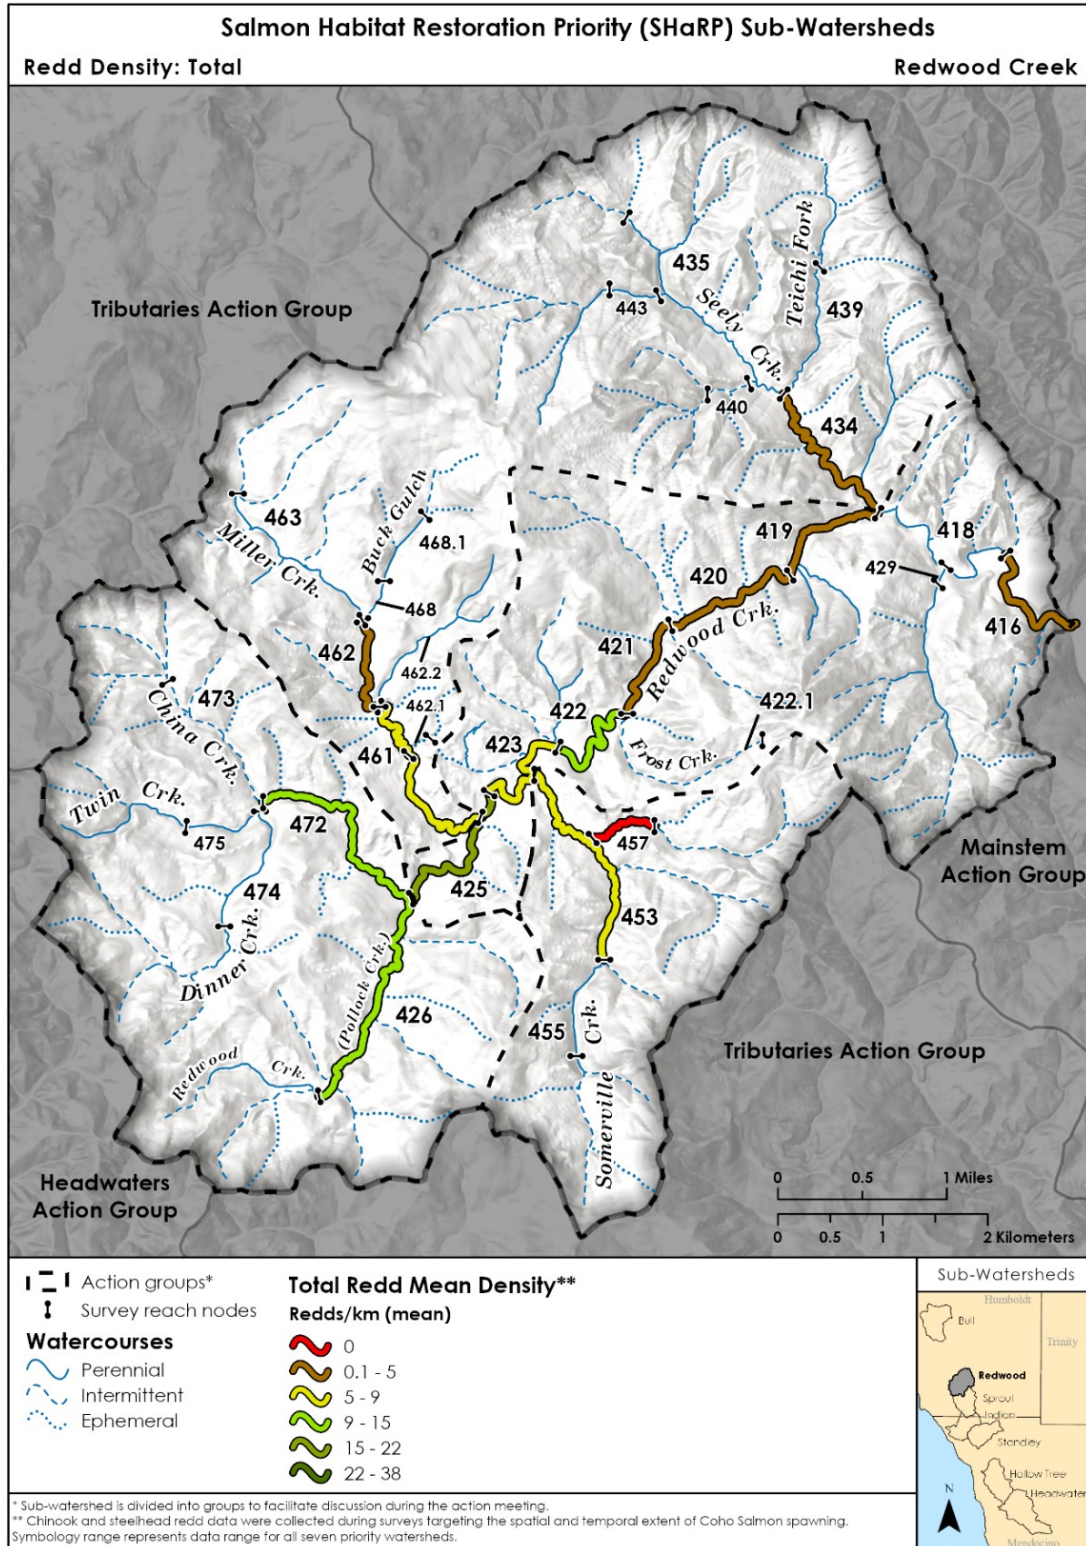 Salmon Habitat Restoration Priority (SHaRP) Sub-Watersheds
Redd Density: Total
Redwood Creek
Tributaries Action Group
435
Teichi Fork
443
Seely Crk.
439
440
434
463
Buck Gulch
468.1
Miller Crk.
419
418
468
420
429
416
462
462.2
421
Redwood Crk.
473
462.1
422
422.1
China Crk.
461
423
Frost Crk.
Twin Crk.
472
475
457
Mainstem
Action Group
425
474
453
Dinner Crk.
(Pollock Crk.)
426
455
Tributaries Action Group
Redwood Crk.
Somerville Crk.
Headwaters
Action Group
0 0.5 1 Miles
0 0.5 1 2 Kilometers
Action groups*
Survey reach nodes
Watercourses
Perennial
Intermittent
Ephemeral
Total Redd Mean Density**
Redds/km (mean)
0
0.1 - 5
5 - 9
9 - 15
15 - 22
22 - 38
Sub-Watersheds
Humboldt
Bull
Trinity
Redwood
Sproul
Indian
Standley
Hollow Tree
Headwater
N
Mendocino
* Sub-watershed is divided into groups to facilitate discussion during the action meeting.
** Chinook and steelhead redd data were collected during surveys targeting the spatial and temporal extent of Coho Salmon spawning.
Symbology range represents data range for all seven priority watersheds.